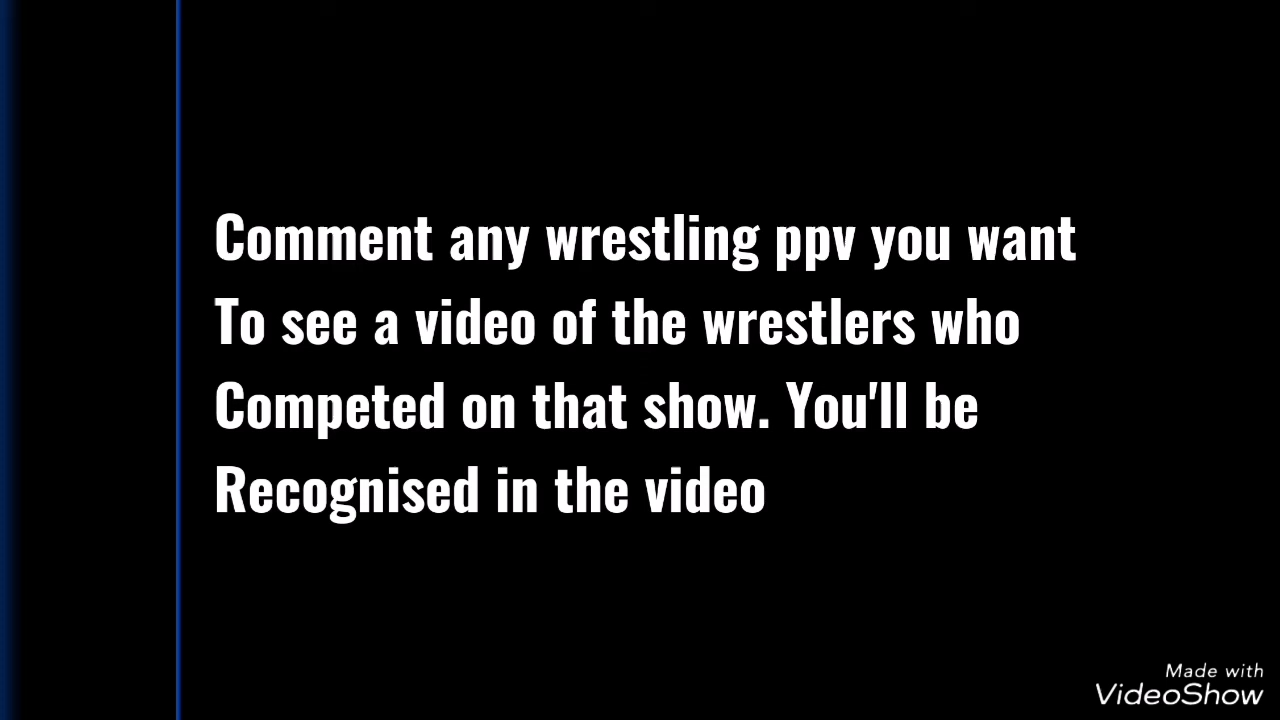 Comment any wrestling ppv you want
To see a video of the wrestlers who
Competed on that show. You'll be
Recognised in the video
Made with
VideoShow